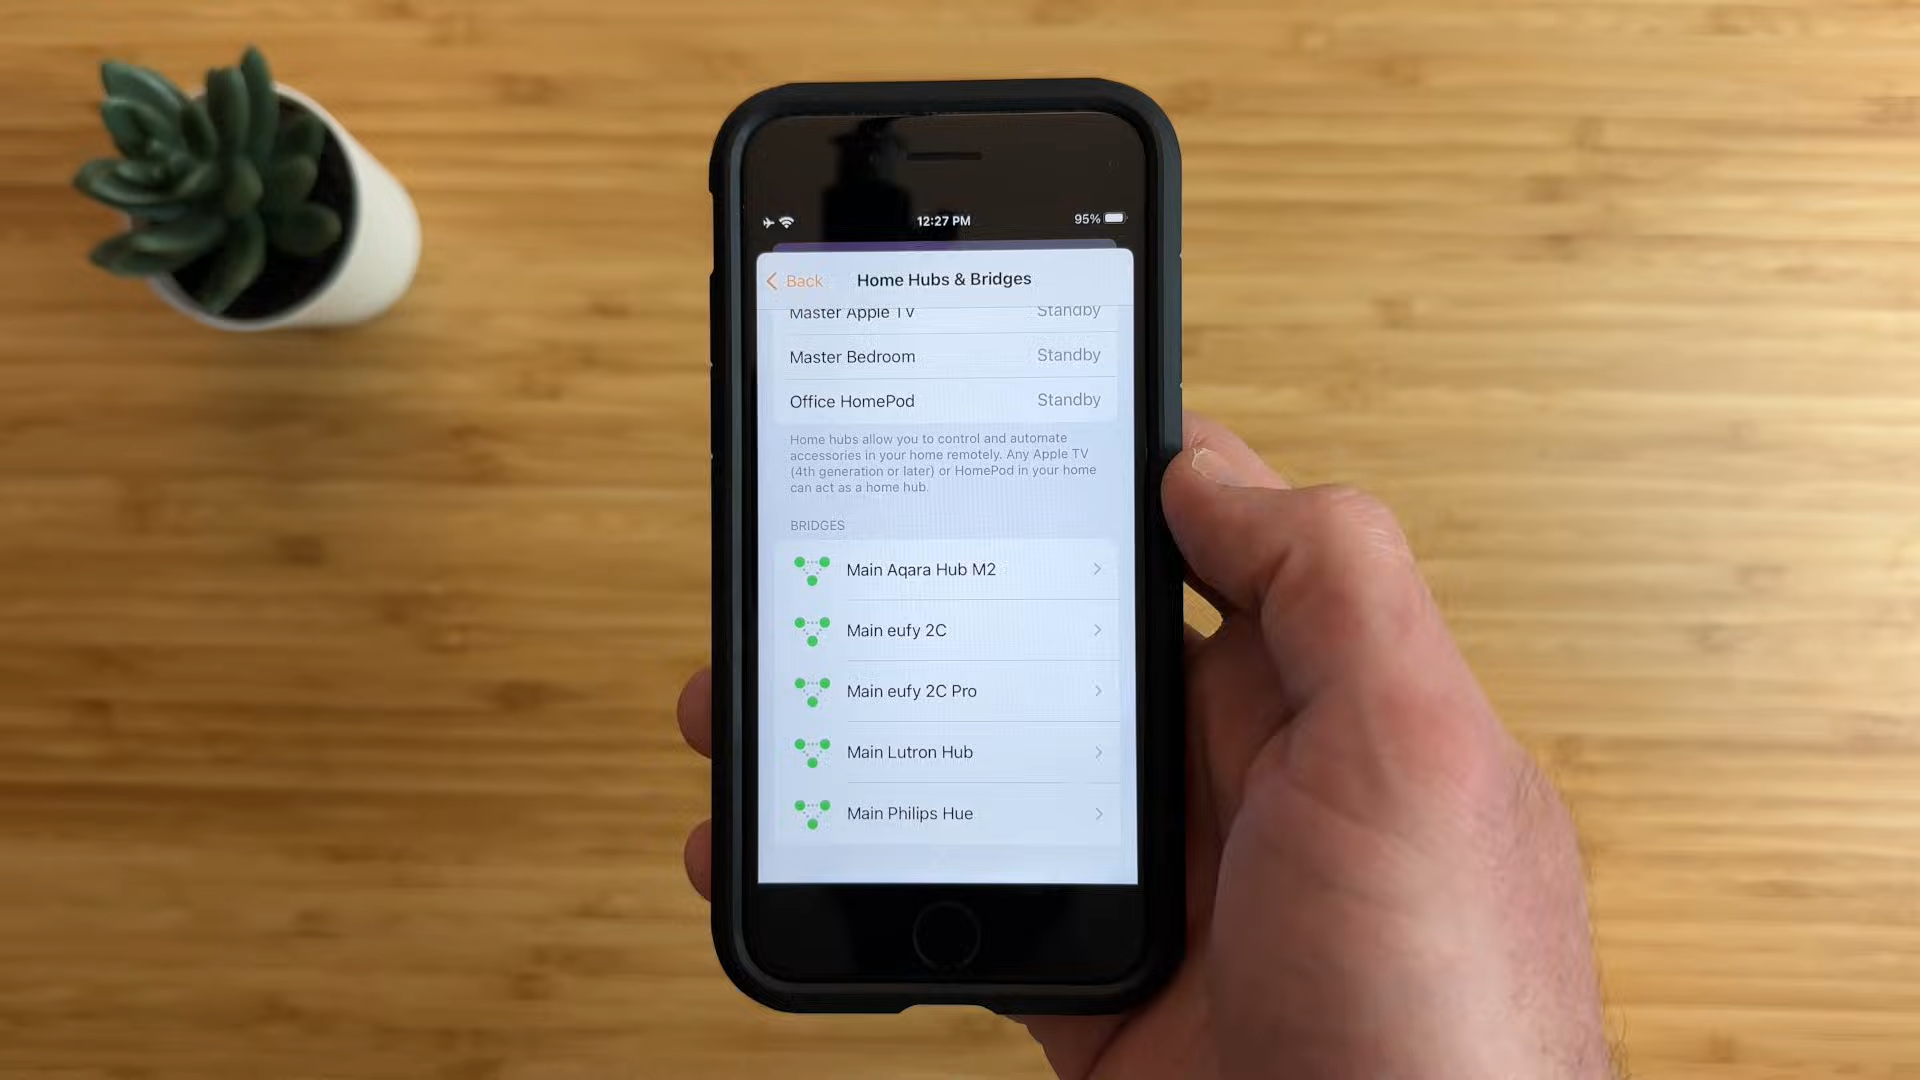 12:27 PM
95%
Back
Home Hubs & Bridges
Master Apple TV
Standby
Master Bedroom
Standby
Office HomePod
Standby
Home hubs allow you to control and automate
accessories in your home remotely. Any Apple TV
(4th generation or later) or HomePod in your home
can act as a home hub.
BRIDGES
Main Aqara Hub M2
Main eufy 2C
Main eufy 2C Pro
Main Lutron Hub
Main Philips Hue